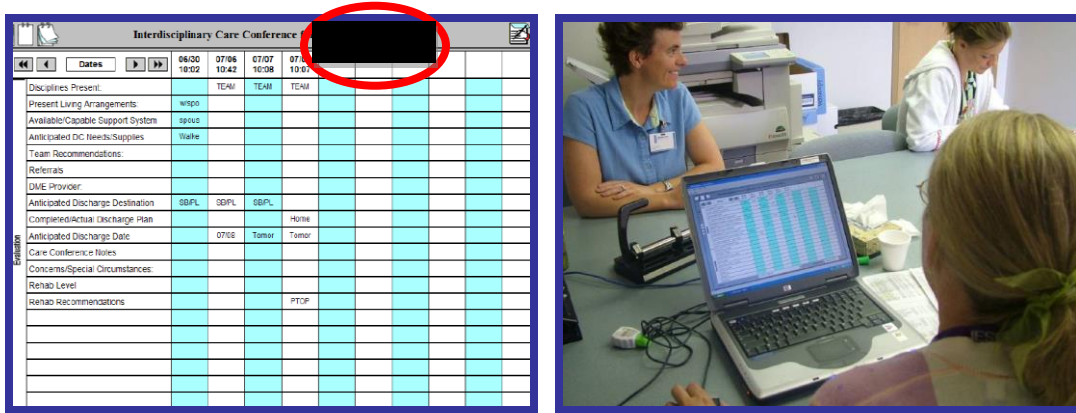 Interdisciplinary Care Conference
Dates 06/30 07/06 07/07
10:02 10:42 10:08 10:07
Disciplines Present: TEAM TEAM TEAM
Present Living Arrangements: w/spo
Available/Capable Support System spous
Anticipated DC Needs/Supplies Walke
Team Recommendations:
Referrals
DME Provider:
Anticipated Discharge Destination SB/PL SB/PL SB/PL
Completed/Actual Discharge Plan Home
Anticipated Discharge Date 07/08 Tomor Tomor
Care Conference Notes
Concerns/Special Circumstances:
Rehab Level
Rehab Recommendations PTOP
Evaluation